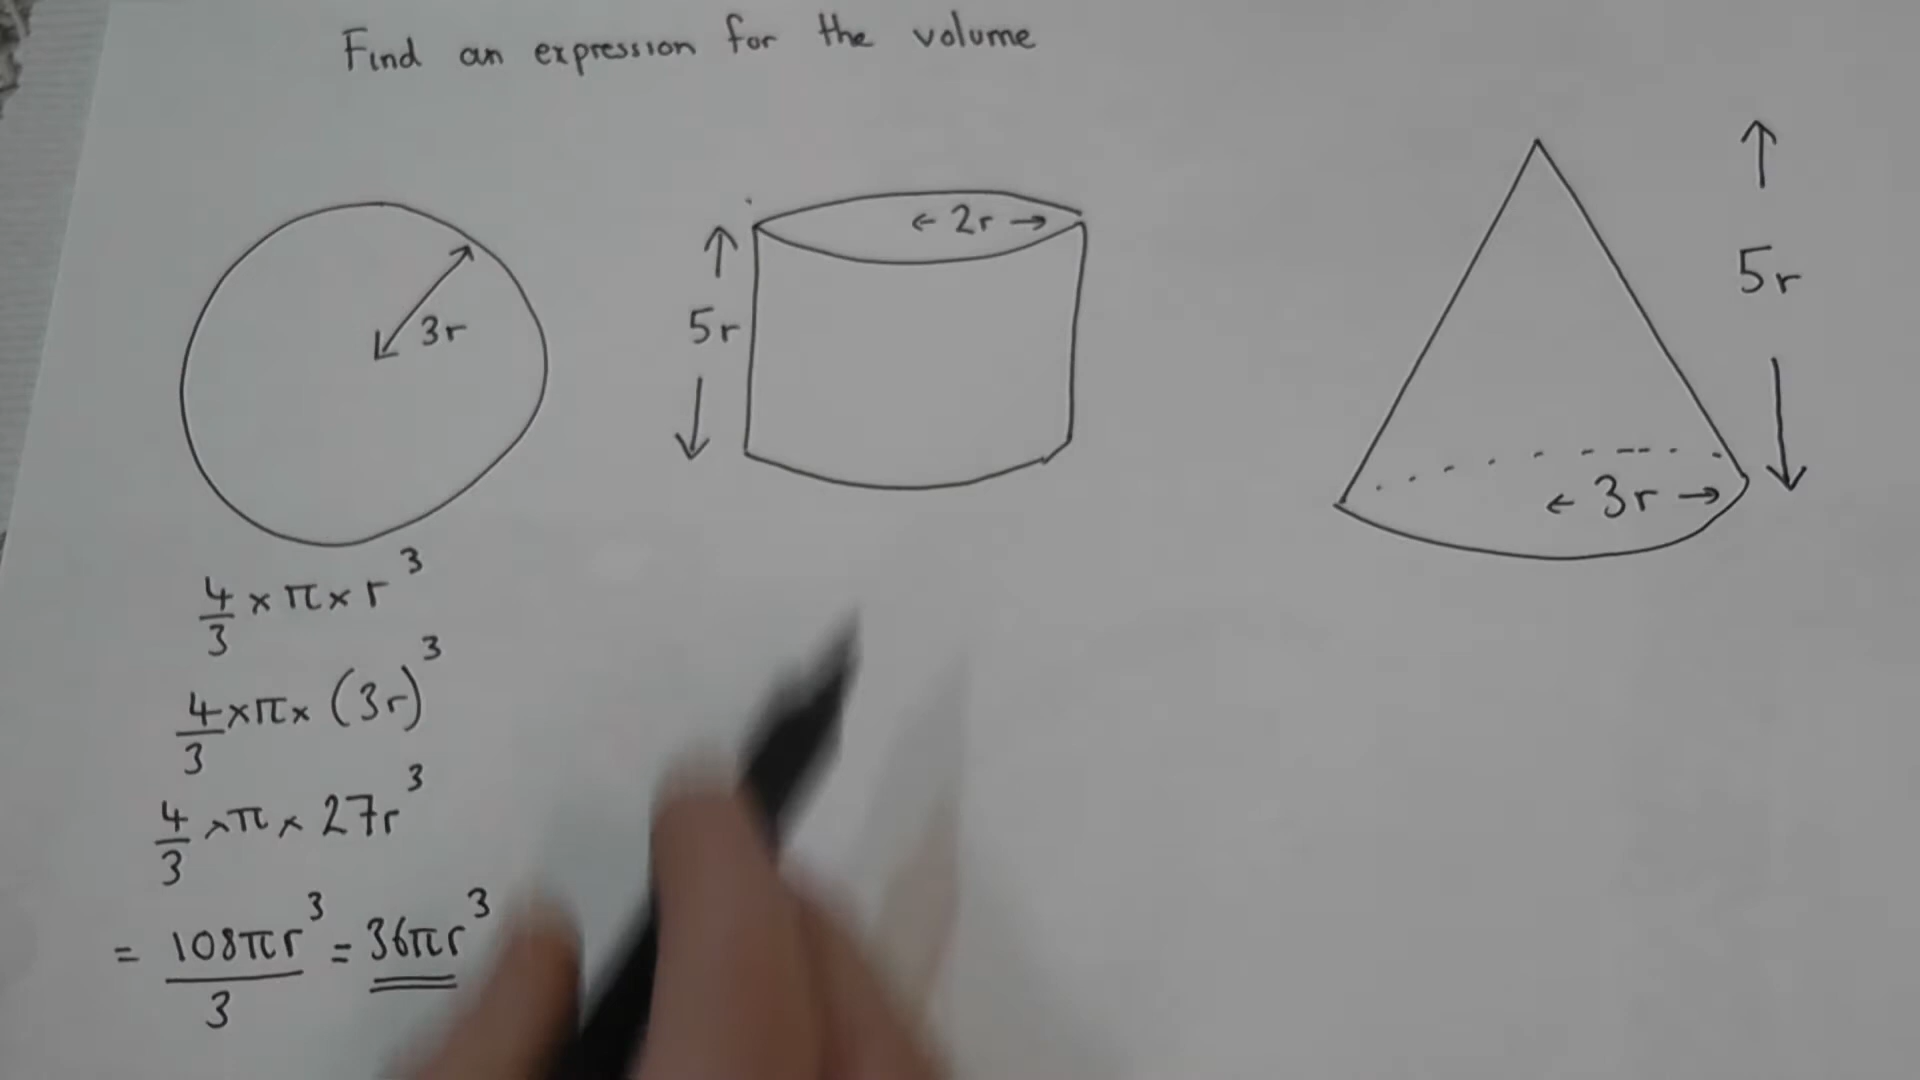 Find an expression for the volume
3r
5r
← 2r →
5r
← 3r →
4/3 × π × r³
4/3 × π × (3r)³
4/3 × π × 27r³
= 108πr³/3 = 36πr³